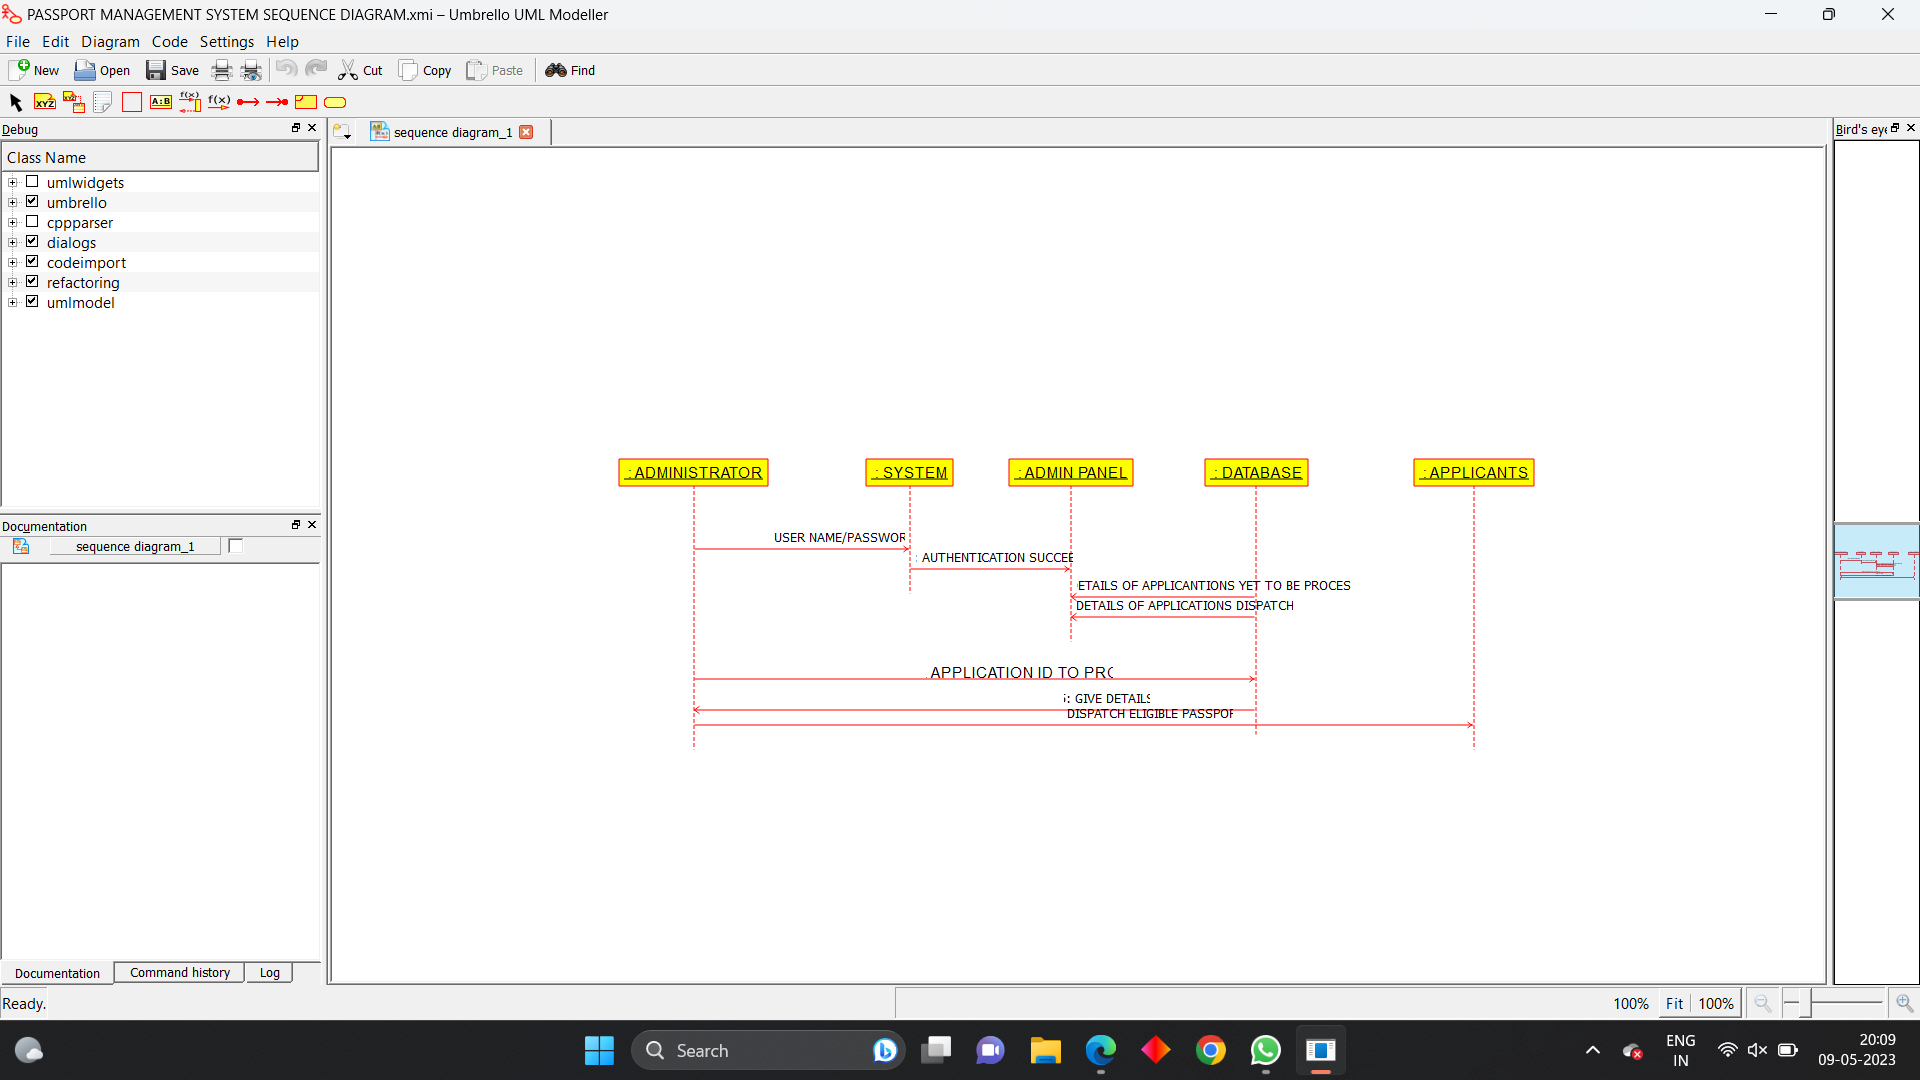 PASSPORT MANAGEMENT SYSTEM SEQUENCE DIAGRAM.xmi – Umbrello UML Modeller
File Edit Diagram Code Settings Help
New Open Save Cut Copy Paste Find
XYZ A:B f(x) f(x)
Debug
Class Name
umlwidgets
umbrello
cppparser
dialogs
codeimport
refactoring
umlmodel
Documentation
sequence diagram_1
Documentation Command history Log
Ready.
sequence diagram_1
: ADMINISTRATOR : SYSTEM : ADMIN PANEL : DATABASE : APPLICANTS
USER NAME/PASSWOR
: AUTHENTICATION SUCCEE
ETAILS OF APPLICANTIONS YET TO BE PROCES
DETAILS OF APPLICATIONS DISPATCH
APPLICATION ID TO PRO
: GIVE DETAILS
DISPATCH ELIGIBLE PASSPOR
Bird's eye
100% Fit 100%
Search
ENG
IN
20:09
09-05-2023